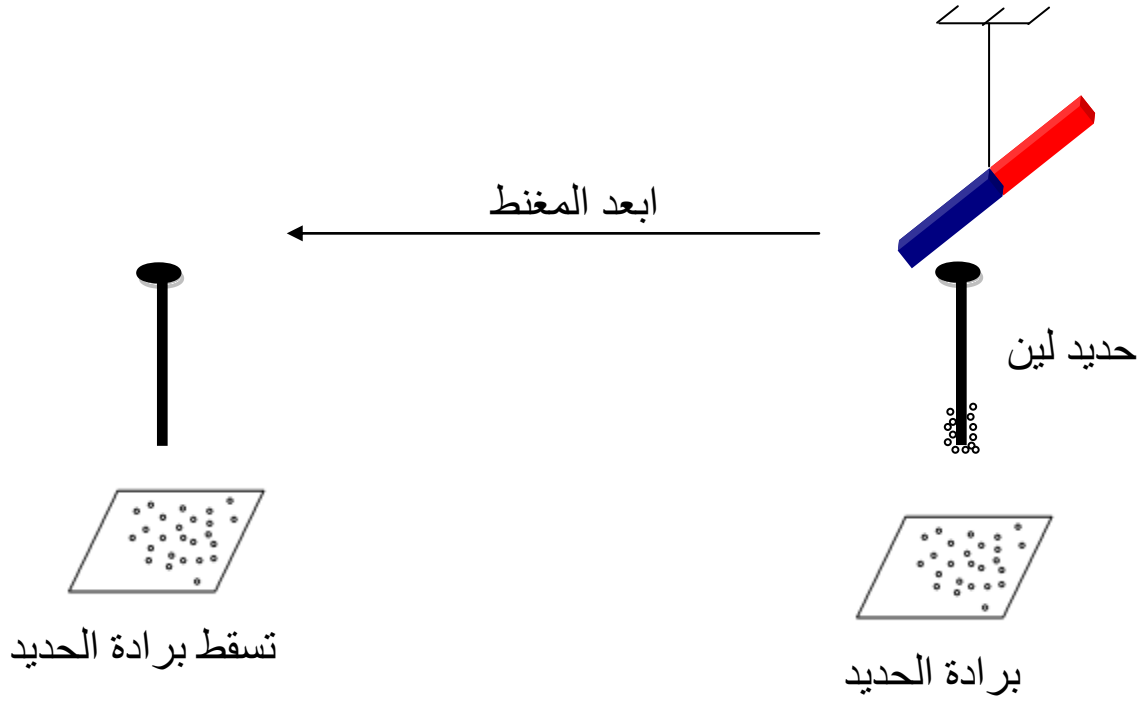 ابعد المغنط
حديد لين
برادة الحديد
تسقط برادة الحديد